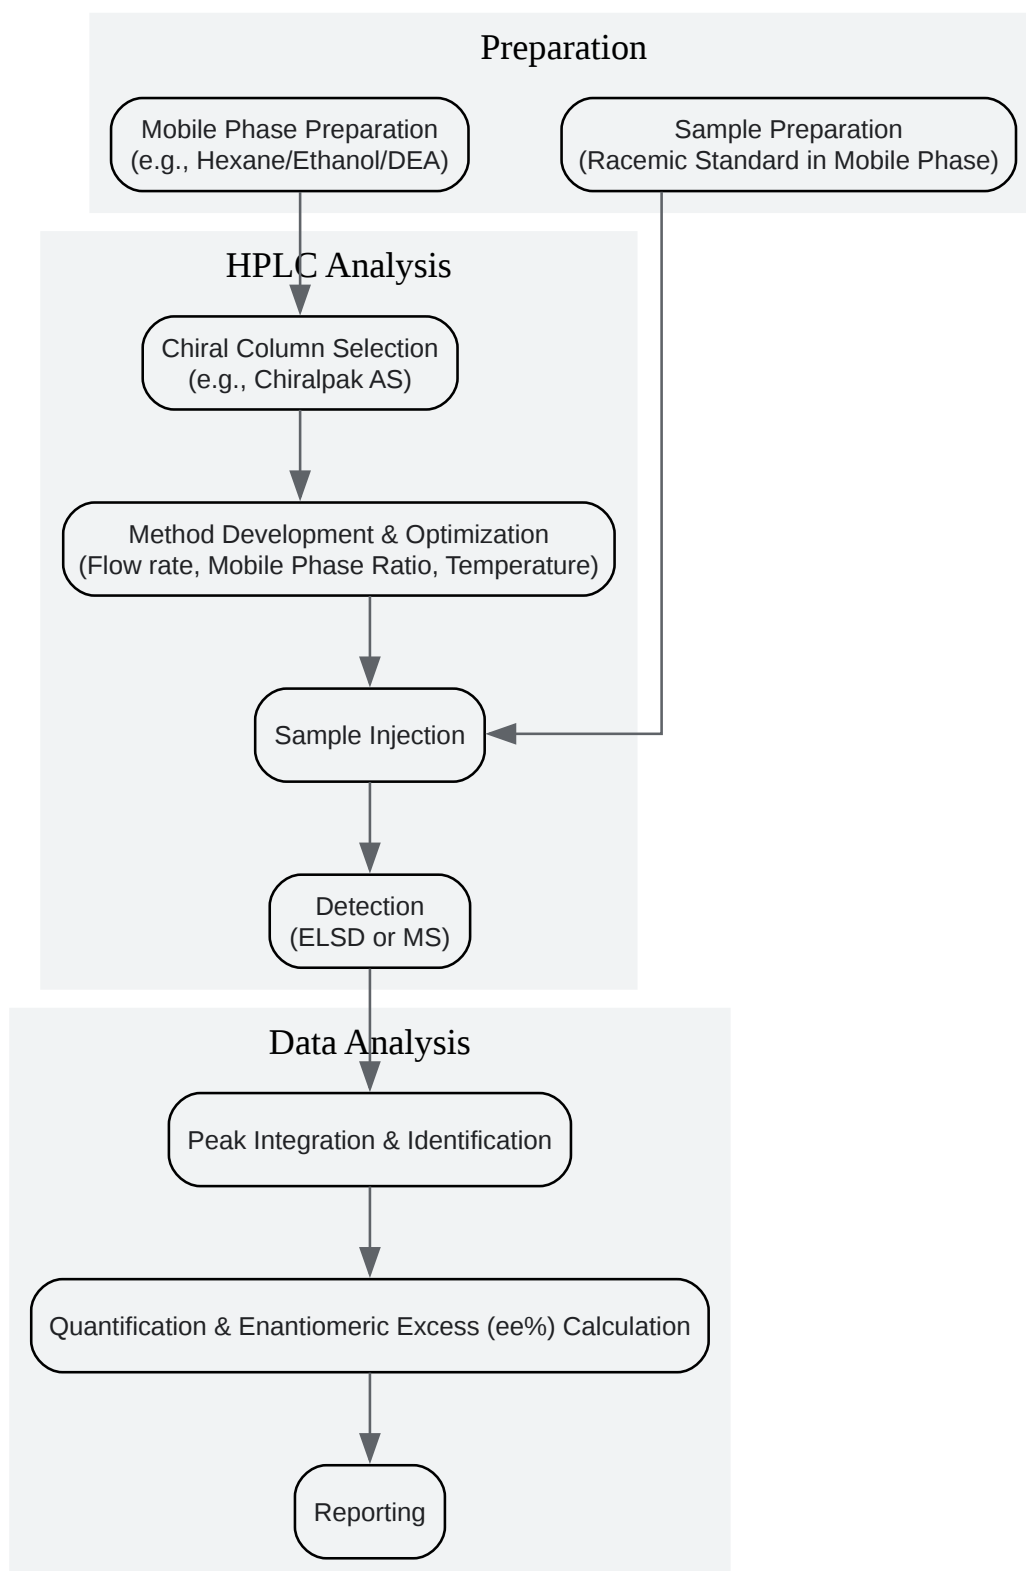 Preparation
Mobile Phase Preparation
(e.g., Hexane/Ethanol/DEA)
Sample Preparation
(Racemic Standard in Mobile Phase)
HPLC Analysis
Chiral Column Selection
(e.g., Chiralpak AS)
Method Development & Optimization
(Flow rate, Mobile Phase Ratio, Temperature)
Sample Injection
Detection
(ELSD or MS)
Data Analysis
Peak Integration & Identification
Quantification & Enantiomeric Excess (ee%) Calculation
Reporting